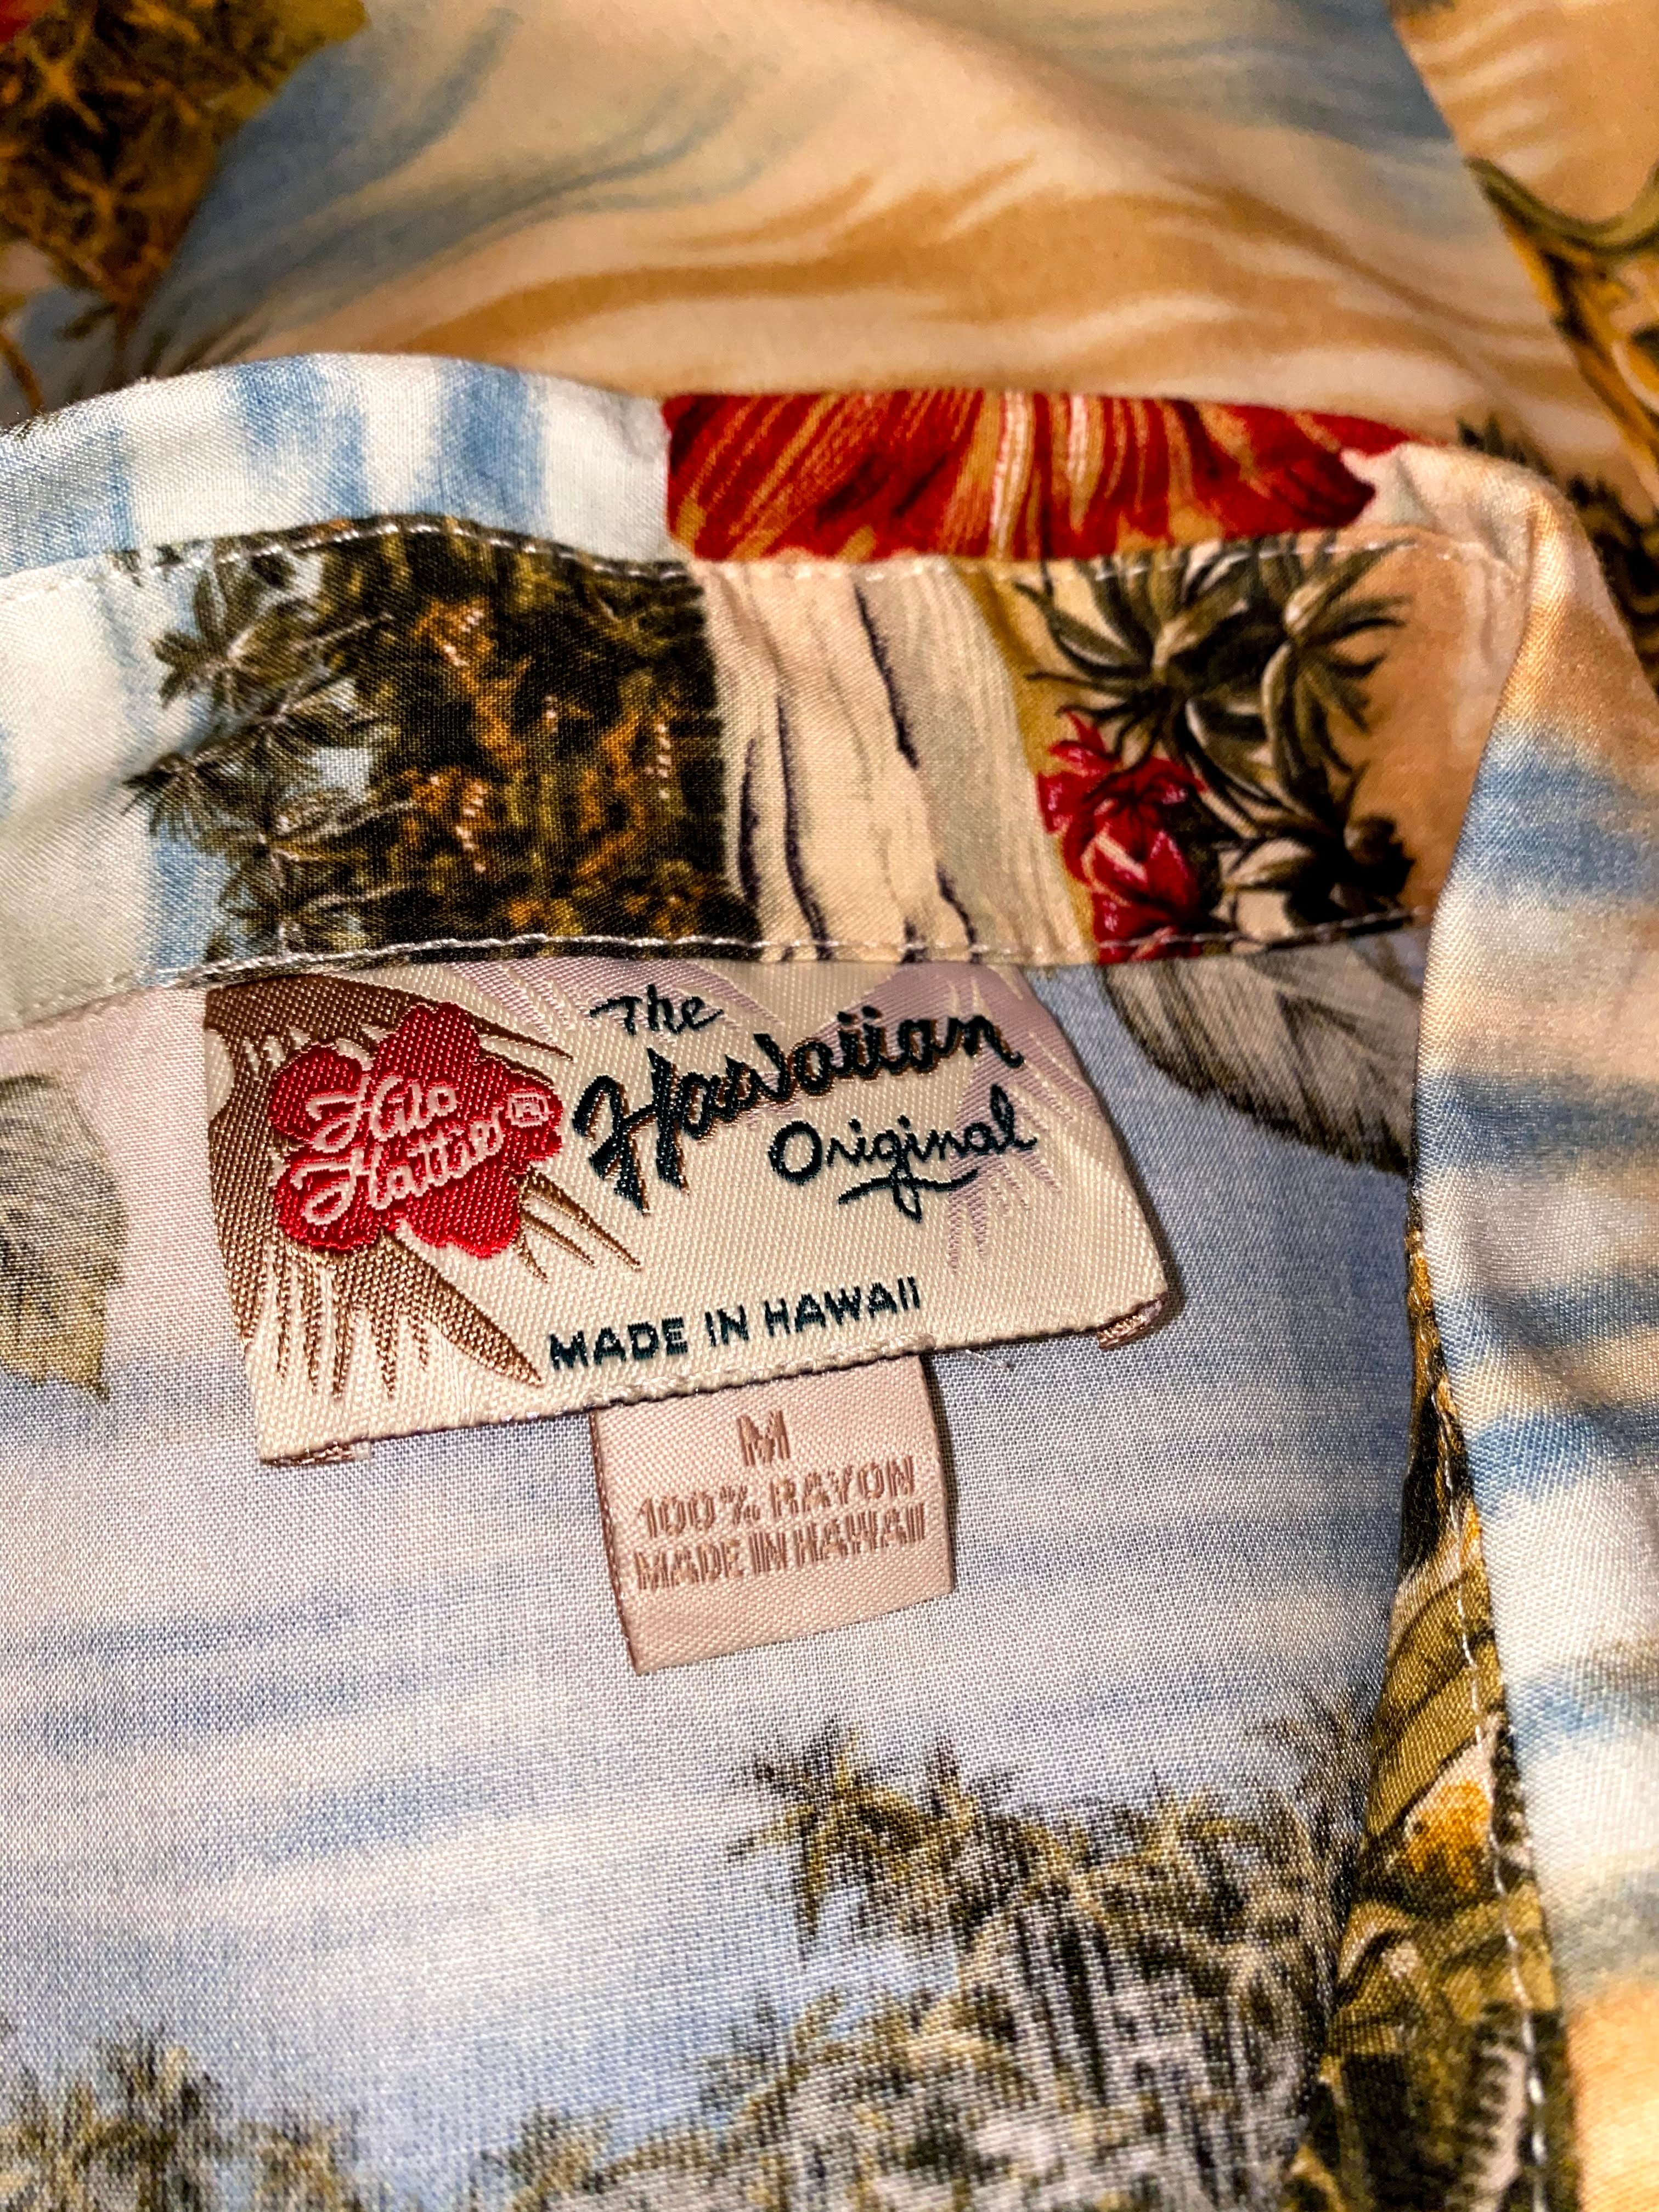 Hilo
Hattie's®
The
Hawaiian
Original
MADE IN HAWAII
M
100% RAYON
MADE IN HAWAII